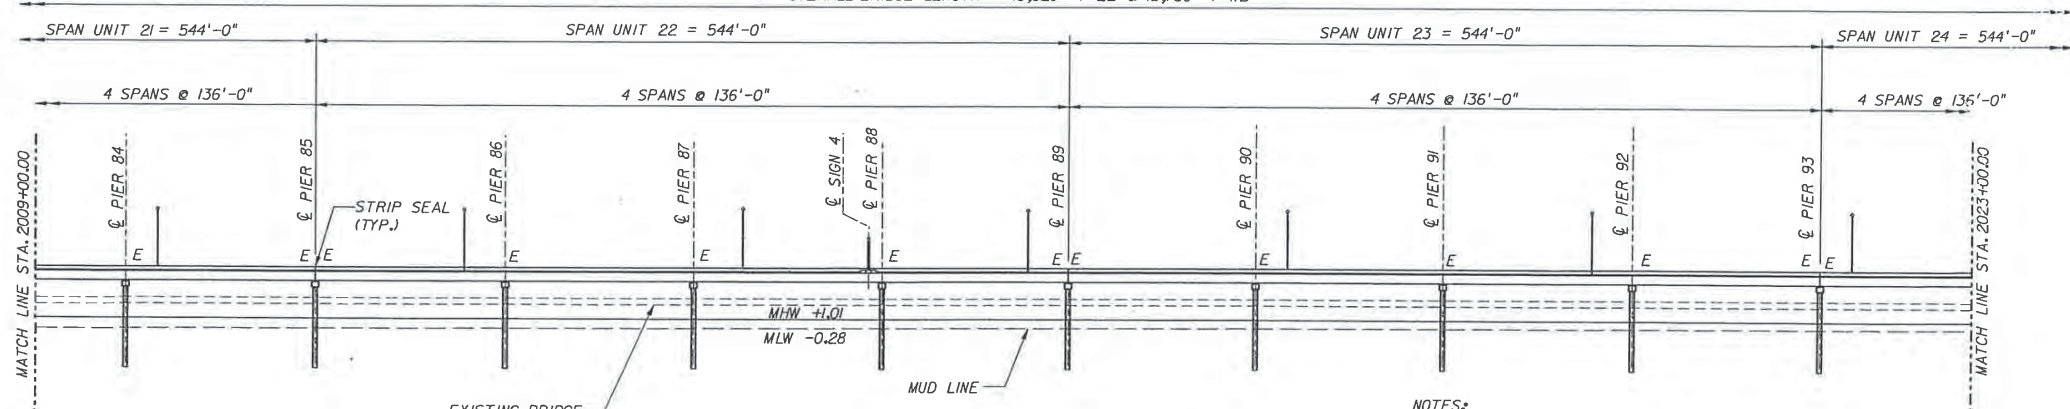 SPAN UNIT 21 = 544'-0" SPAN UNIT 22 = 544'-0" SPAN UNIT 23 = 544'-0" SPAN UNIT 24 = 544'-0"
4 SPANS @ 136'-0" 4 SPANS @ 136'-0" 4 SPANS @ 136'-0" 4 SPANS @ 136'-0"
MATCH LINE STA. 2009+00.00
℄ PIER 84
℄ PIER 85
℄ PIER 86
℄ PIER 87
℄ SIGN 4
℄ PIER 88
℄ PIER 89
℄ PIER 90
℄ PIER 91
℄ PIER 92
℄ PIER 93
MATCH LINE STA. 2023+00.00
STRIP SEAL
(TYP.)
E E E E E E E E E E E E E
MHW +1.01
MLW -0.28
MUD LINE
EXISTING BRIDGE
NOTES: